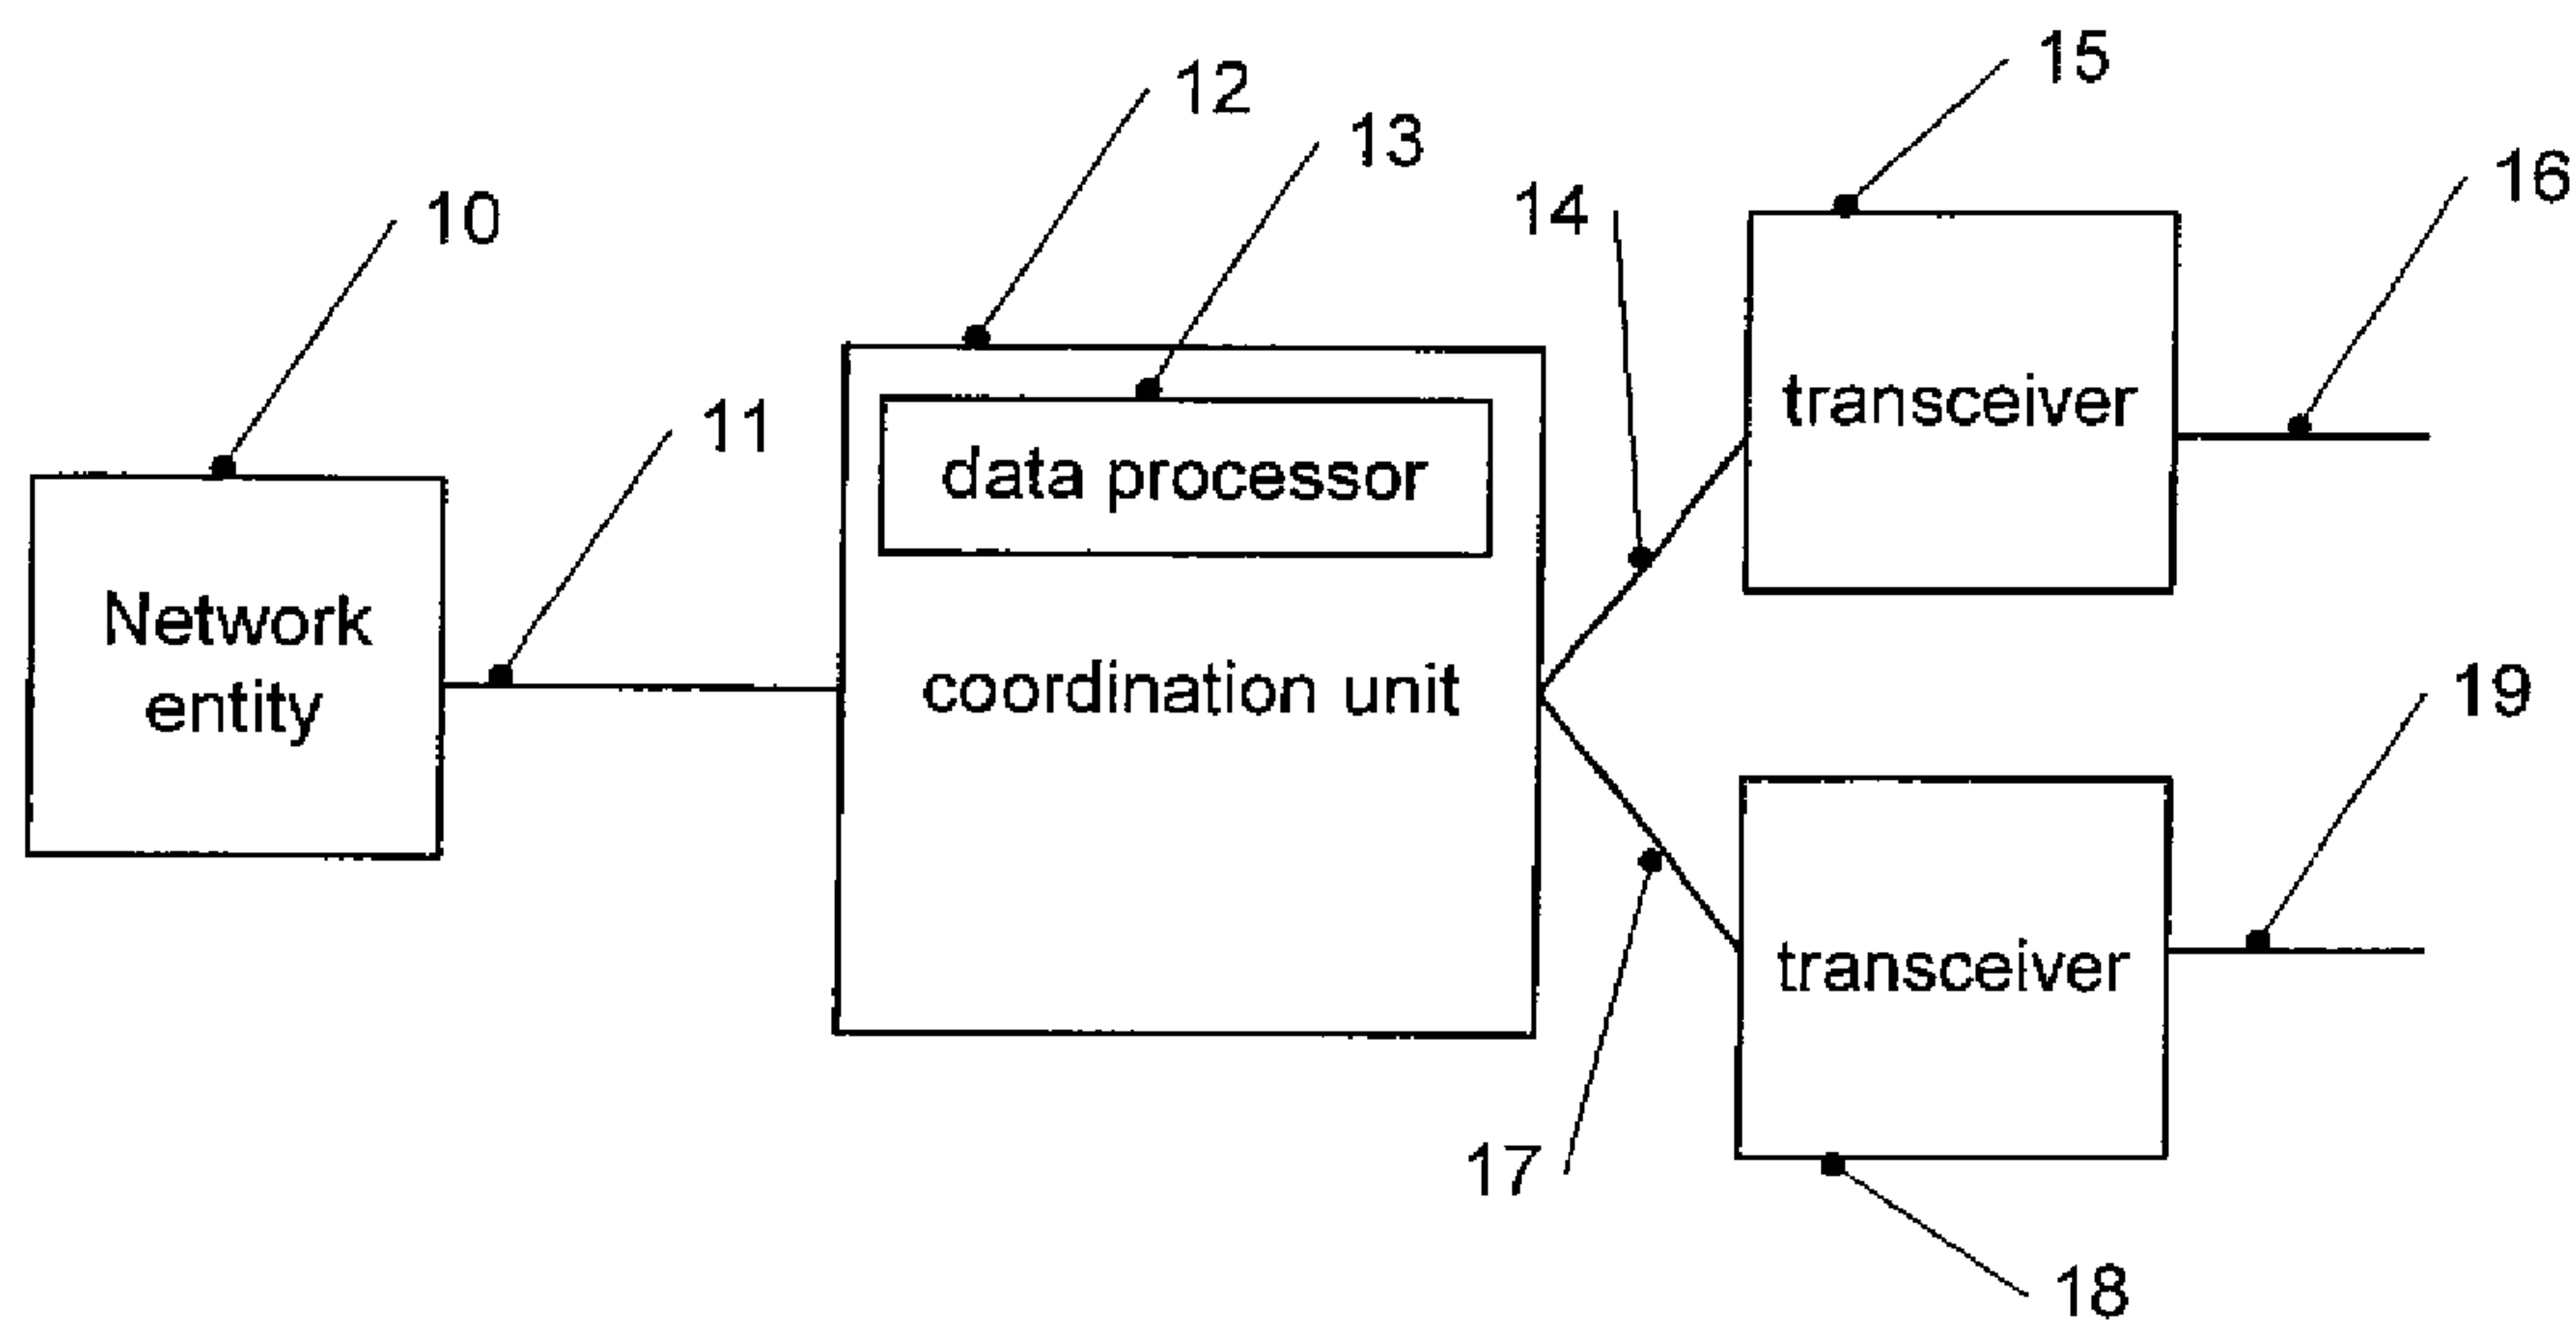 15
12
13
16
14
10
transceiver
11
data processor
Network
entity
coordination unit
19
transceiver
17
18